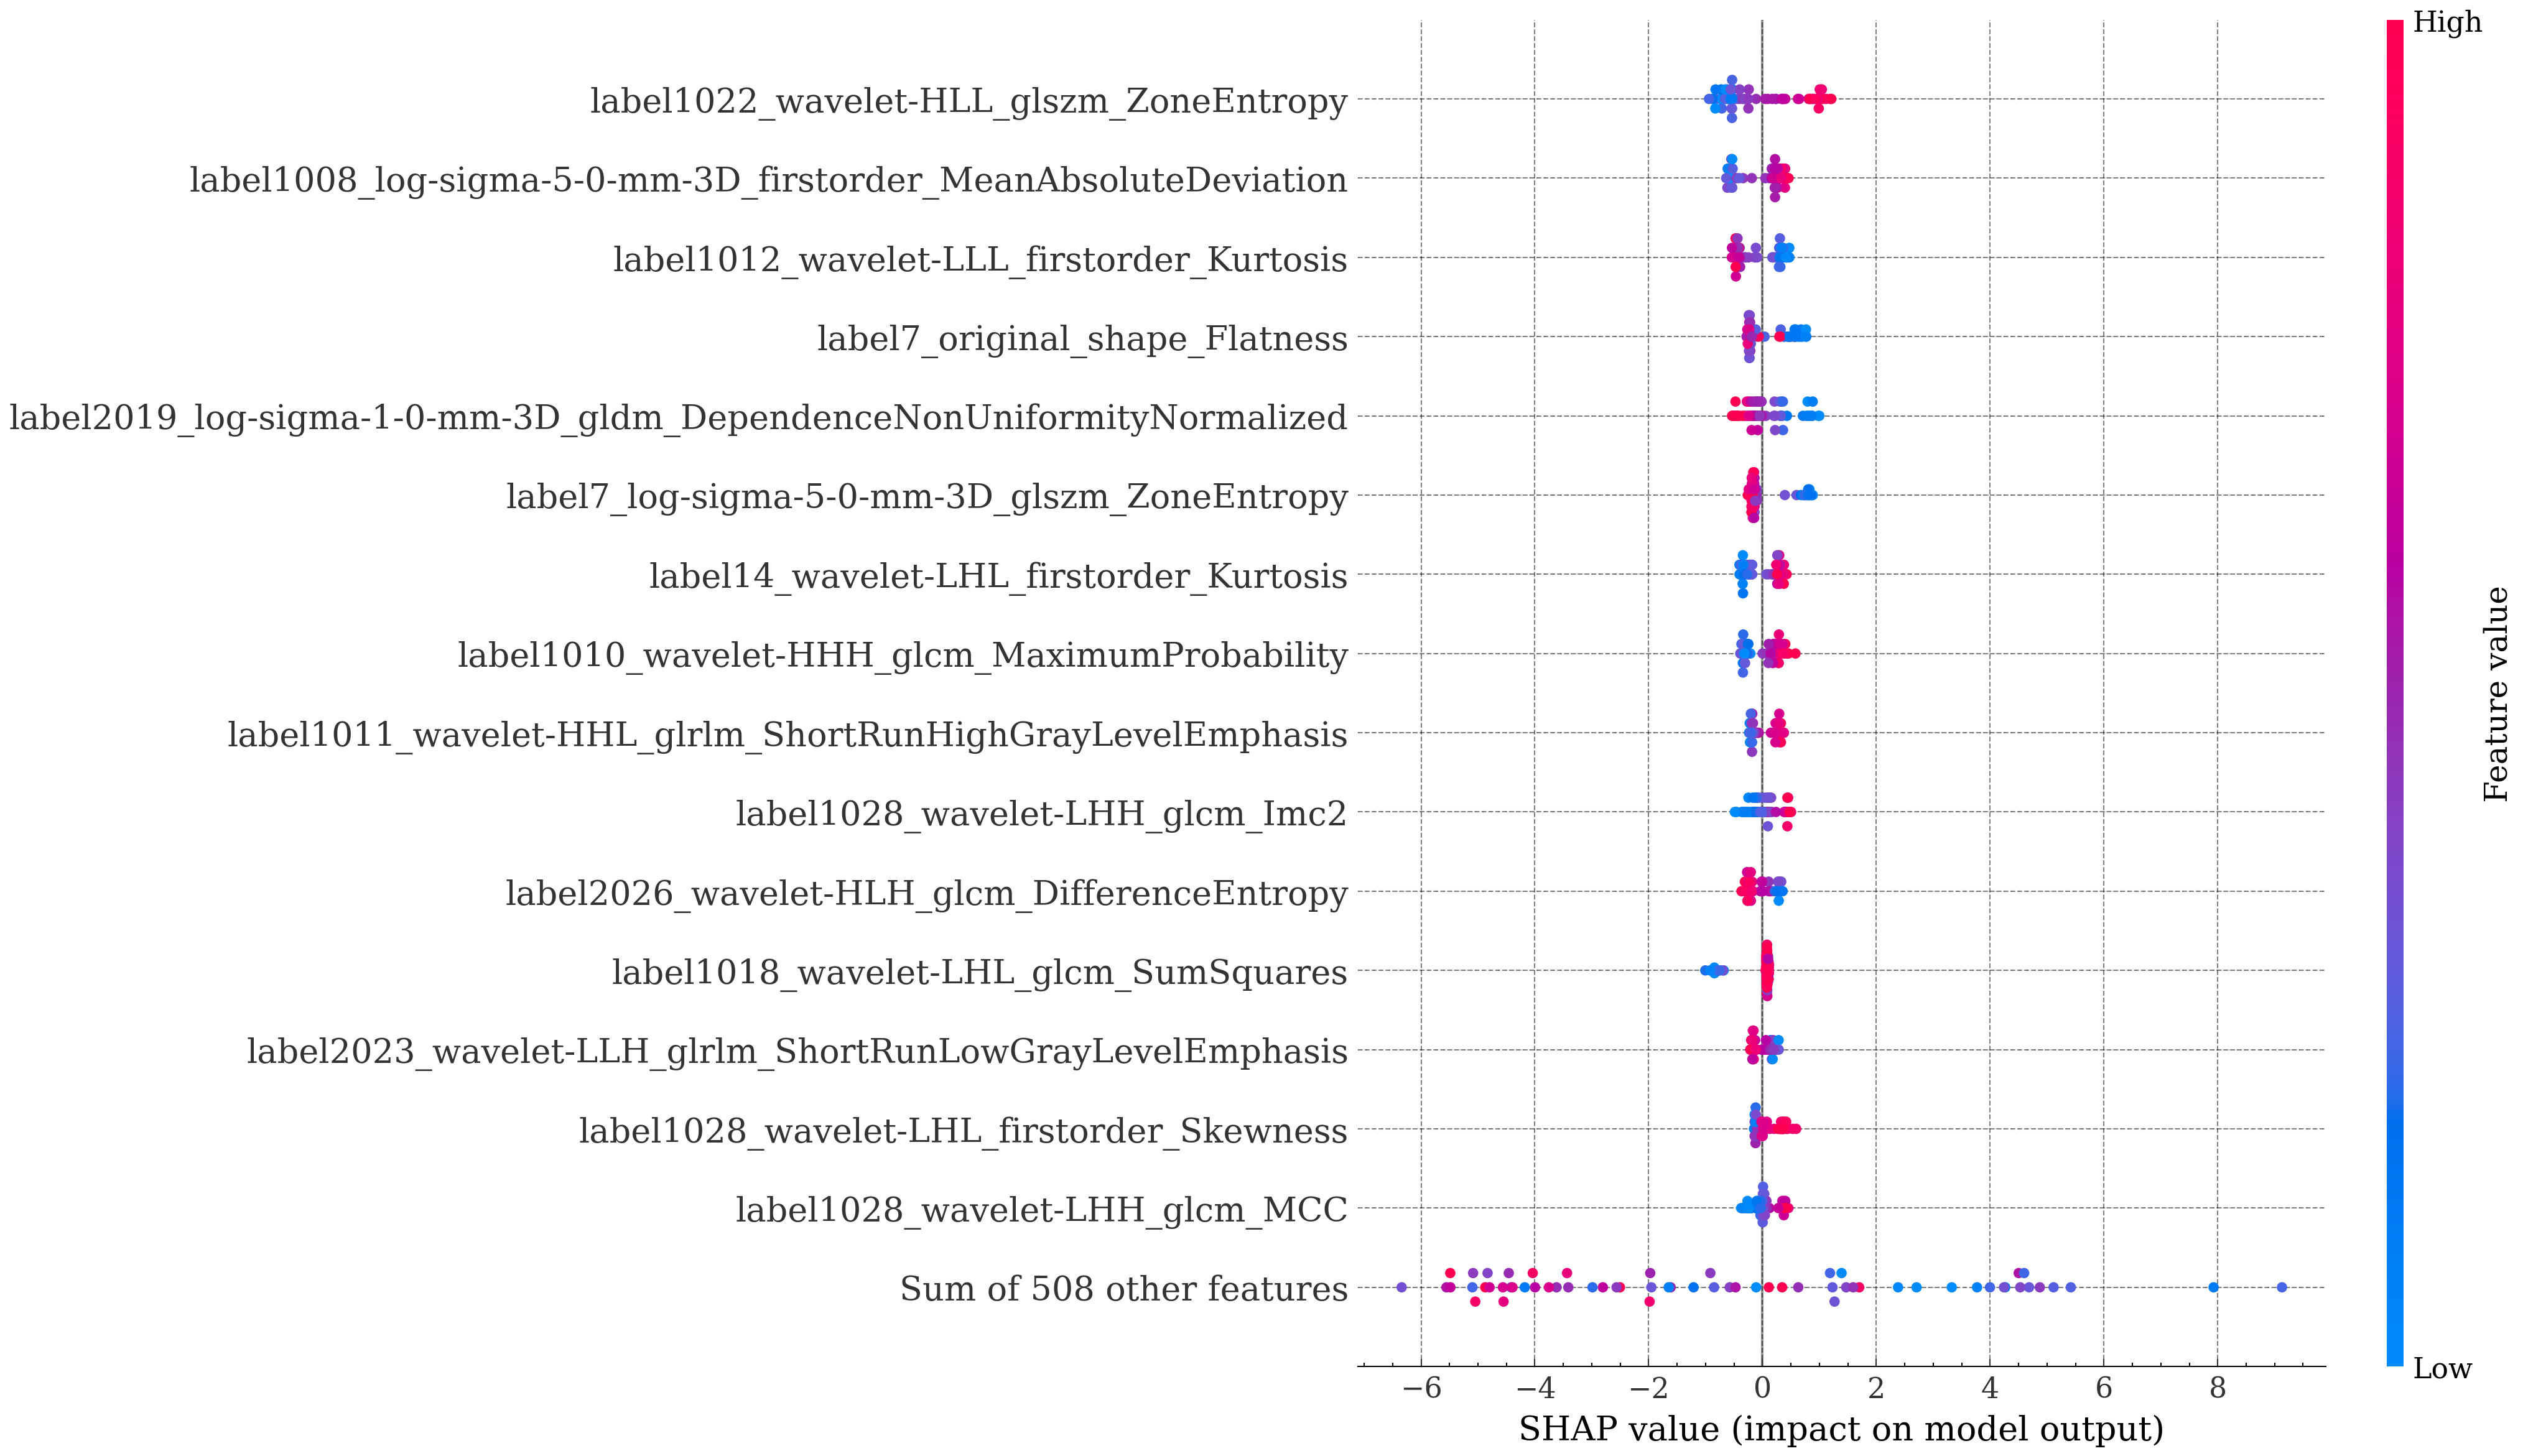 High
label1022_wavelet-HLL_glszm_ZoneEntropy
label1008_log-sigma-5-0-mm-3D_firstorder_MeanAbsoluteDeviation
label1012_wavelet-LLL_firstorder_Kurtosis
label7_original_shape_Flatness
label2019_log-sigma-1-0-mm-3D_gldm_DependenceNonUniformityNormalized
label7_log-sigma-5-0-mm-3D_glszm_ZoneEntropy
label14_wavelet-LHL_firstorder_Kurtosis
label1010_wavelet-HHH_glcm_MaximumProbability
label1011_wavelet-HHL_glrlm_ShortRunHighGrayLevelEmphasis
label1028_wavelet-LHH_glcm_Imc2
label2026_wavelet-HLH_glcm_DifferenceEntropy
label1018_wavelet-LHL_glcm_SumSquares
label2023_wavelet-LLH_glrlm_ShortRunLowGrayLevelEmphasis
label1028_wavelet-LHL_firstorder_Skewness
label1028_wavelet-LHH_glcm_MCC
Sum of 508 other features
Feature value
Low
−6 −4 −2 0 2 4 6 8
SHAP value (impact on model output)